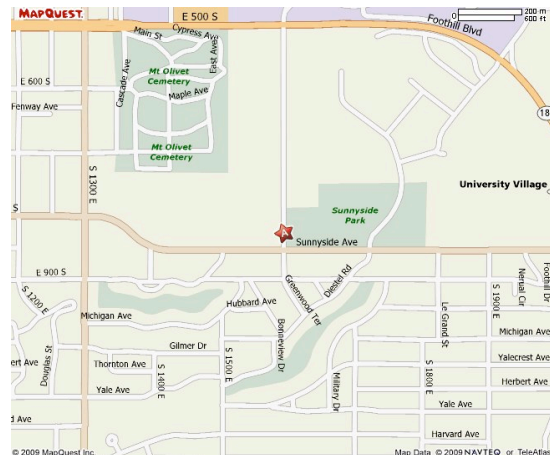 MAPQUEST
E 500 S
200 m
600 ft
0
Foothill Blvd
Main St
Cypress Ave
East Ave
Cascade Ave
Mt Olivet
Cemetery
Maple Ave
E 600 S
Fenway Ave
Mt Olivet
Cemetery
S 1300 E
18
University Village
Sunnyside
Park
S
A
Sunnyside Ave
E 900 S
S 1200 E
Greenwood Ter
Diestel Rd
Hubbard Ave
Michigan Ave
Bonneview Dr
Le Grand St
S 1900 E
Nerual Cir
Foothill Dr
Michigan Ave
Gilmer Dr
Douglas St
ert Ave
Thornton Ave
S 1400 E
S 1500 E
Military Dr
S 1800 E
Yalecrest Ave
Yale Ave
Herbert Ave
Yale Ave
d Ave
Harvard Ave
© 2009 MapQuest Inc
Map Data © 2009 NAVTEQ or TeleAtlas